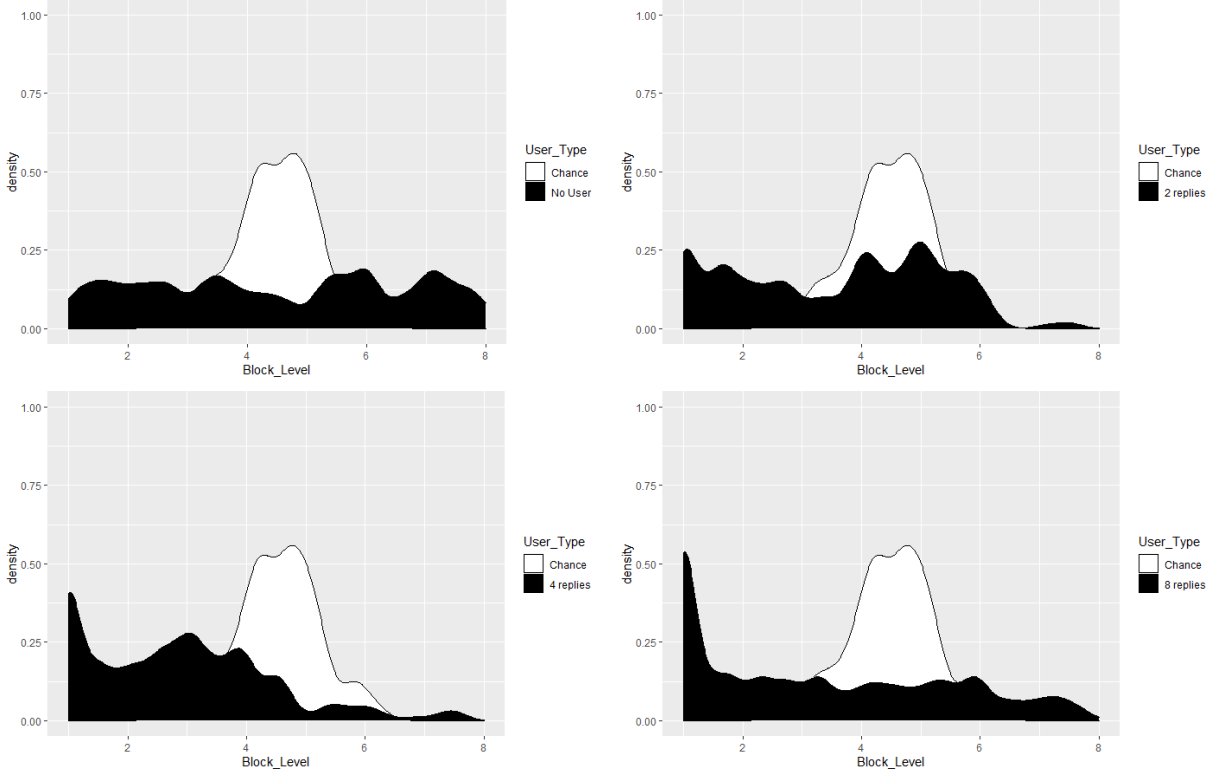 1.00
0.75
0.50
0.25
0.00
density
2 4 6 8
Block_Level
User_Type
Chance
No User
1.00
0.75
0.50
0.25
0.00
density
2 4 6 8
Block_Level
User_Type
Chance
2 replies
1.00
0.75
0.50
0.25
0.00
density
2 4 6 8
Block_Level
User_Type
Chance
4 replies
1.00
0.75
0.50
0.25
0.00
density
2 4 6 8
Block_Level
User_Type
Chance
8 replies